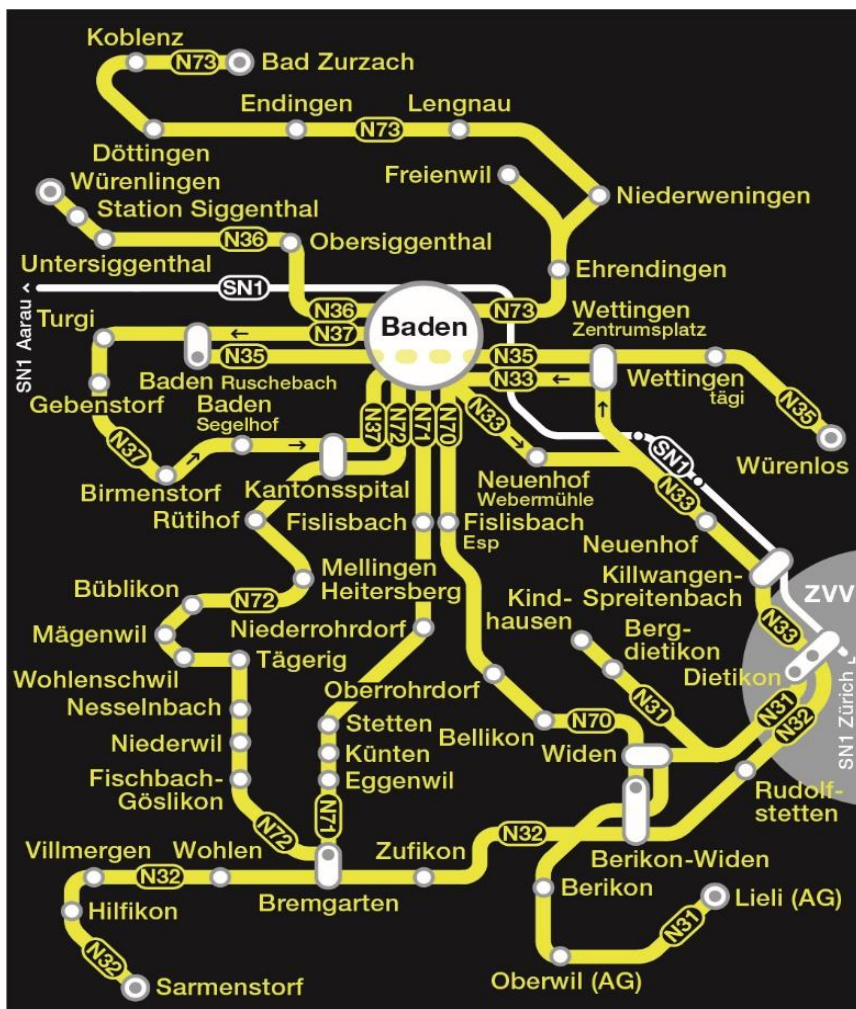 Koblenz
N73
Bad Zurzach
Endingen
Lengnau
N73
Döttingen
Freienwil
Würenlingen
Niederweningen
Station Siggenthal
N36
Obersiggenthal
Untersiggenthal
Ehrendingen
SN1
SN1 Aarau
N36
N73
Wettingen
Zentrumsplatz
Turgi
N37
Baden
N35
N35
N33
Wettingen
tägi
Baden Ruschebach
Gebenstorf
Baden
Segelhof
N37
N72
N71
N70
N33
N35
SN1
N37
Würenlos
Birmenstorf
Kantonsspital
Neuenhof
Webermühle
N33
Rütihof
Fislisbach
Fislisbach
Esp
Neuenhof
Mellingen
Heitersberg
Killwangen-
Spreitenbach
ZVV
Büblikon
N72
Kind-
hausen
N33
Mägenwil
Niederrohrdorf
Berg-
dietikon
Dietikon
Wohlenschwil
Tägerig
Oberrohrdorf
N31
N31
N32
SN1 Zürich
Nesselnbach
Stetten
Bellikon
N70
Widen
Niederwil
Künten
Fischbach-
Göslikon
Eggenwil
Rudolf-
stetten
N72
N71
N32
Villmergen
Wohlen
Zufikon
Berikon-Widen
N32
Bremgarten
Berikon
Lieli (AG)
Hilfikon
N31
N32
Oberwil (AG)
Sarmenstorf